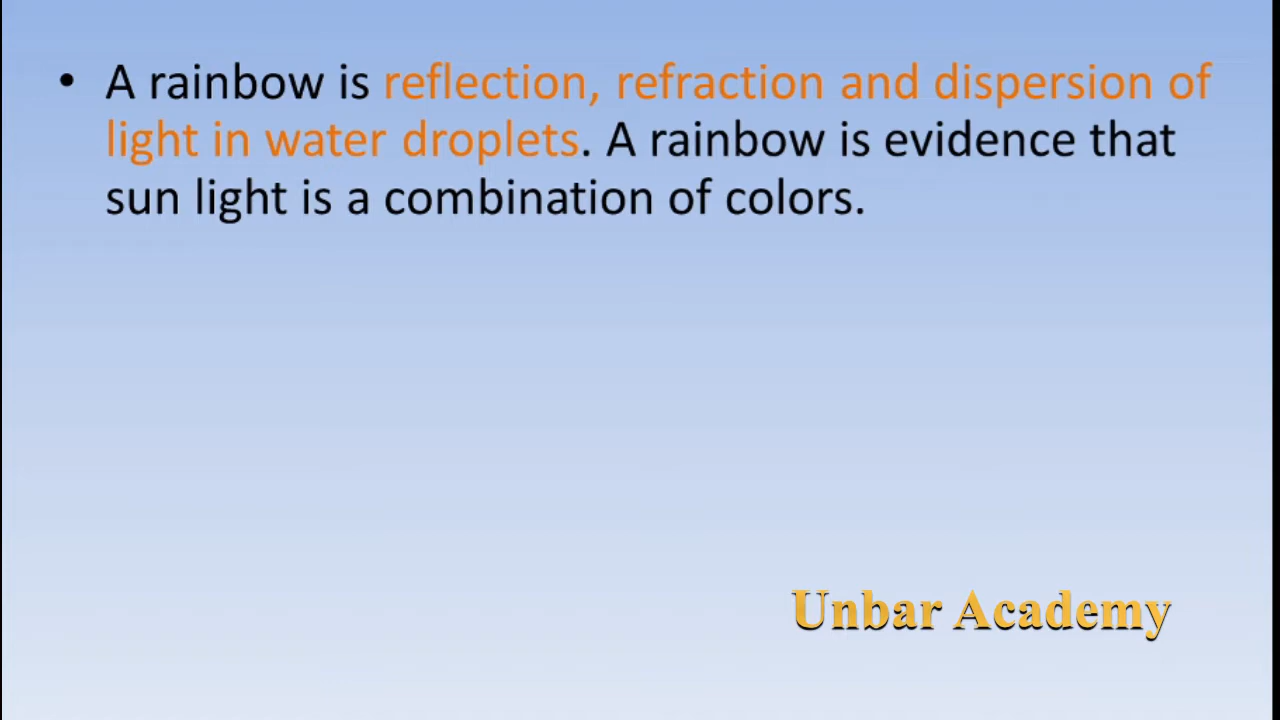 • A rainbow is reflection, refraction and dispersion of
light in water droplets. A rainbow is evidence that
sun light is a combination of colors.
Unbar Academy